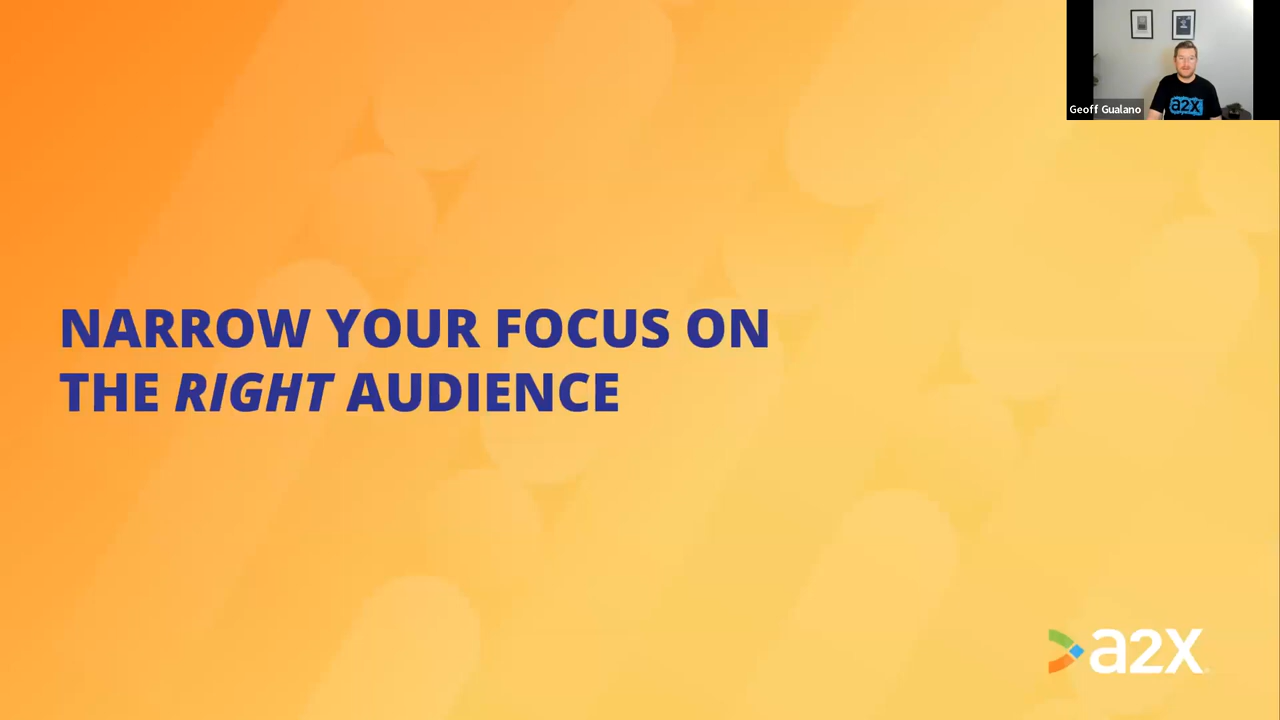 Geoff Gualano
a2x
NARROW YOUR FOCUS ON
THE RIGHT AUDIENCE
a2x